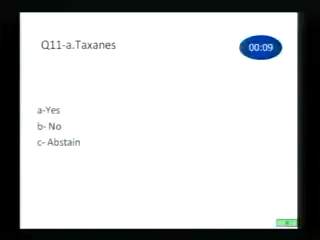 Q11-a.Taxanes
00:09
a-Yes
b- No
c- Abstain